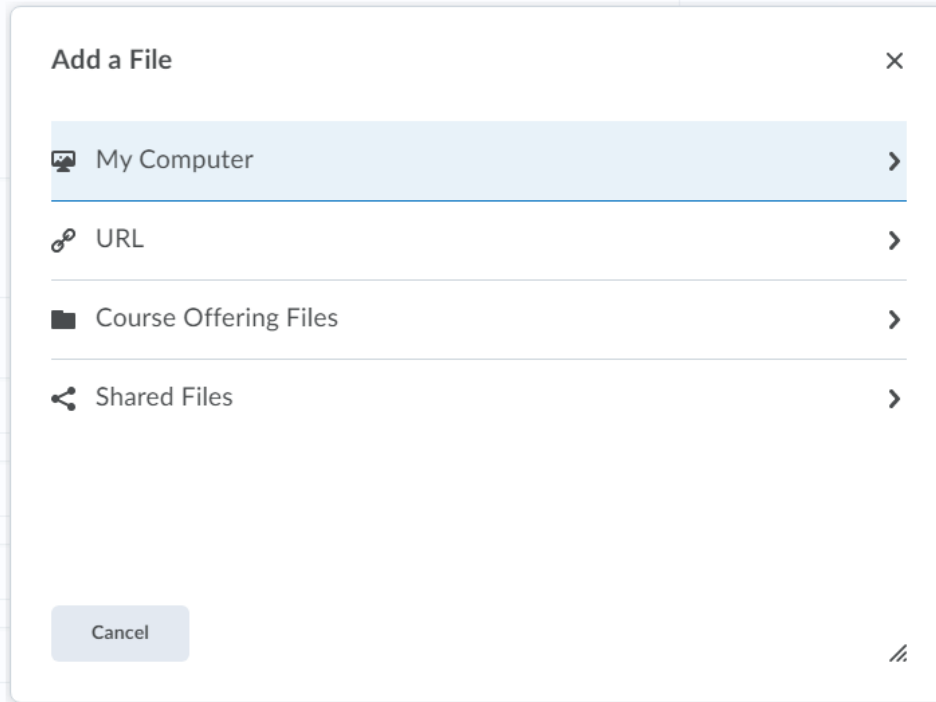 Add a File
My Computer
URL
Course Offering Files
Shared Files
Cancel